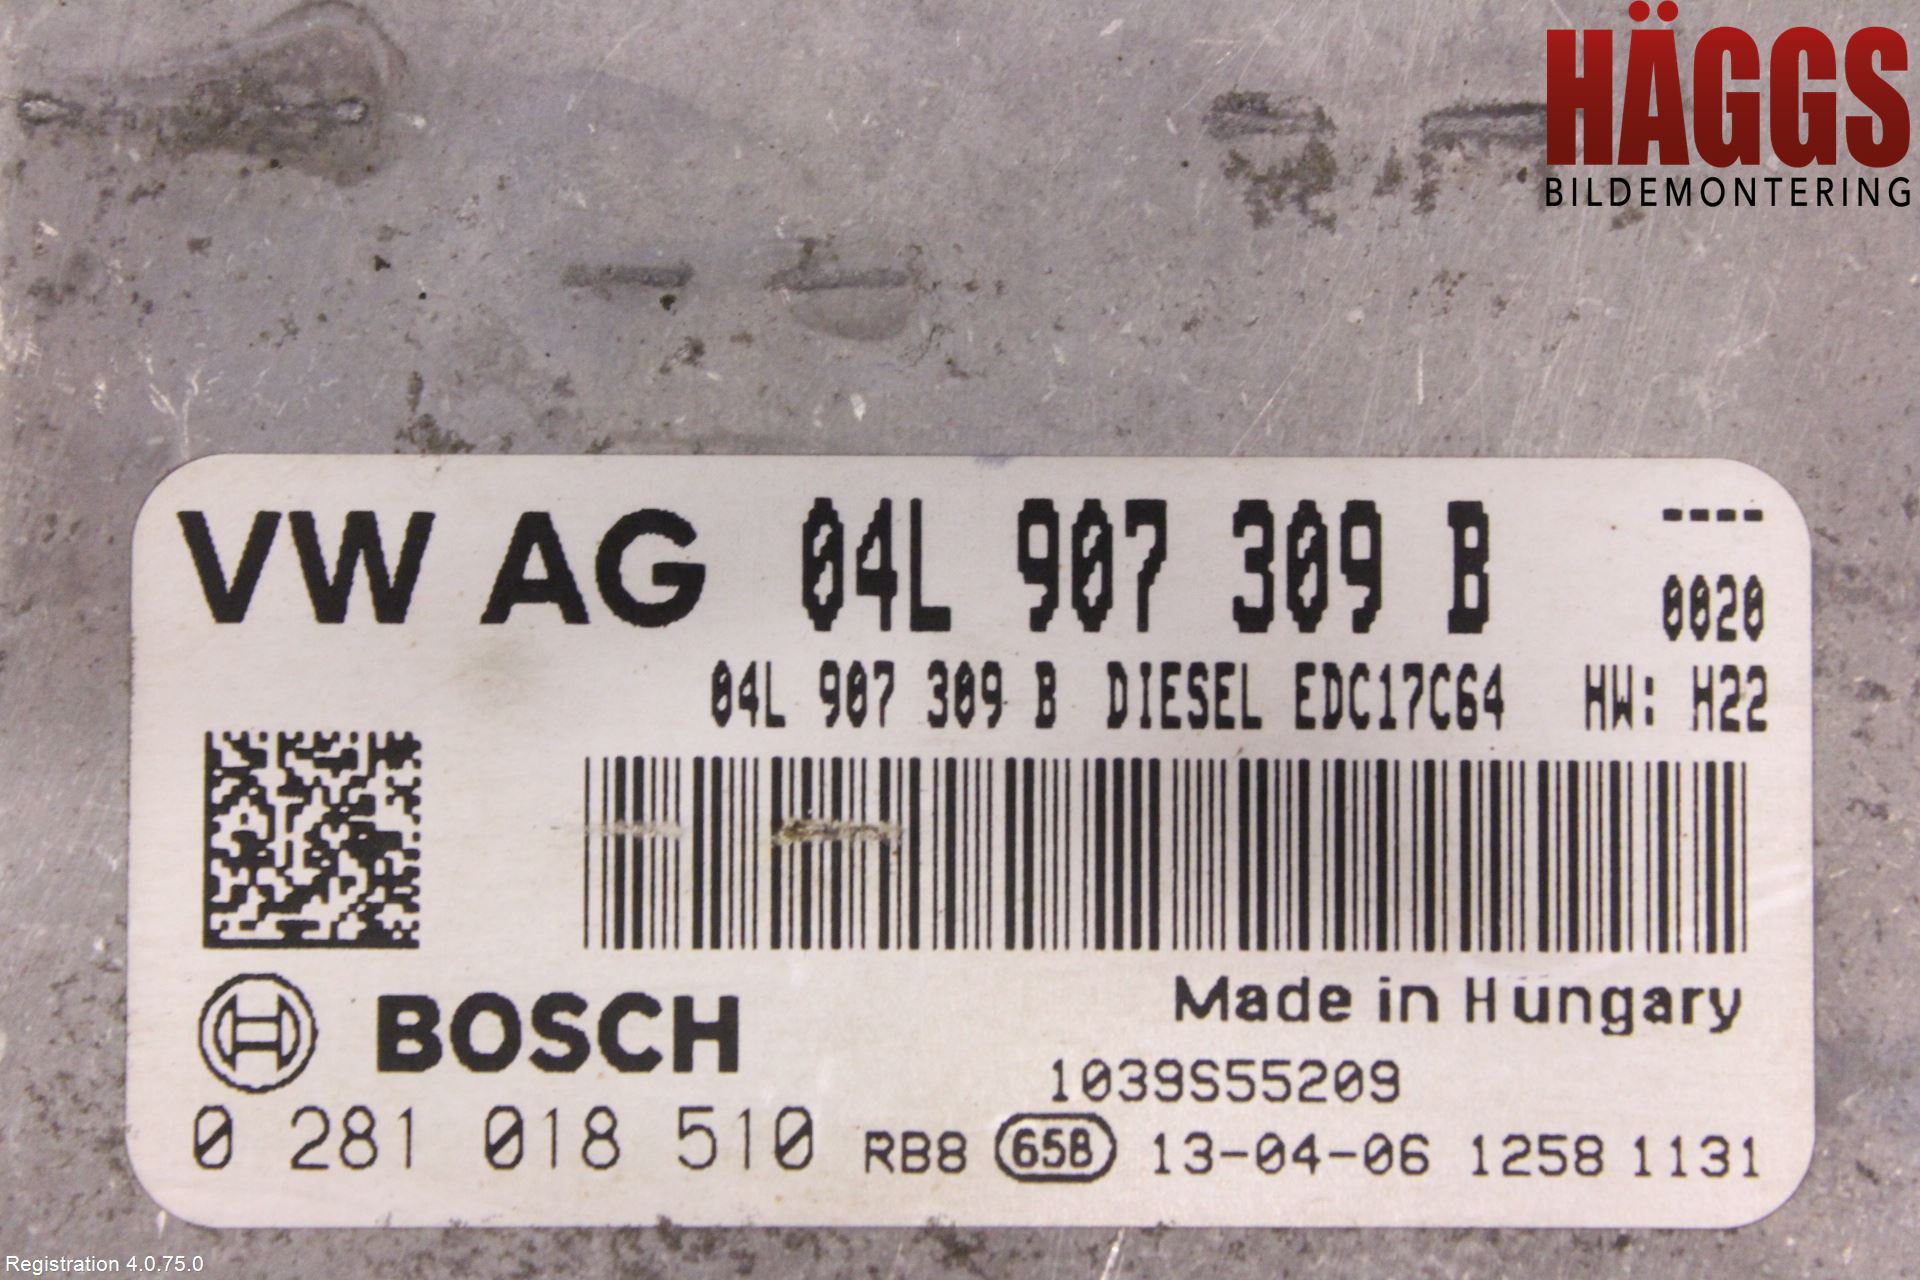 HÄGGS
BILDEMONTERING
VW AG 04L 907 309 B ----
0020
04L 907 309 B DIESEL EDC17C64 HW: H22
Made in Hungary
BOSCH
1039S55209
0 281 018 510 RB8 65B 13-04-06 1258 1131
Registration 4.0.75.0